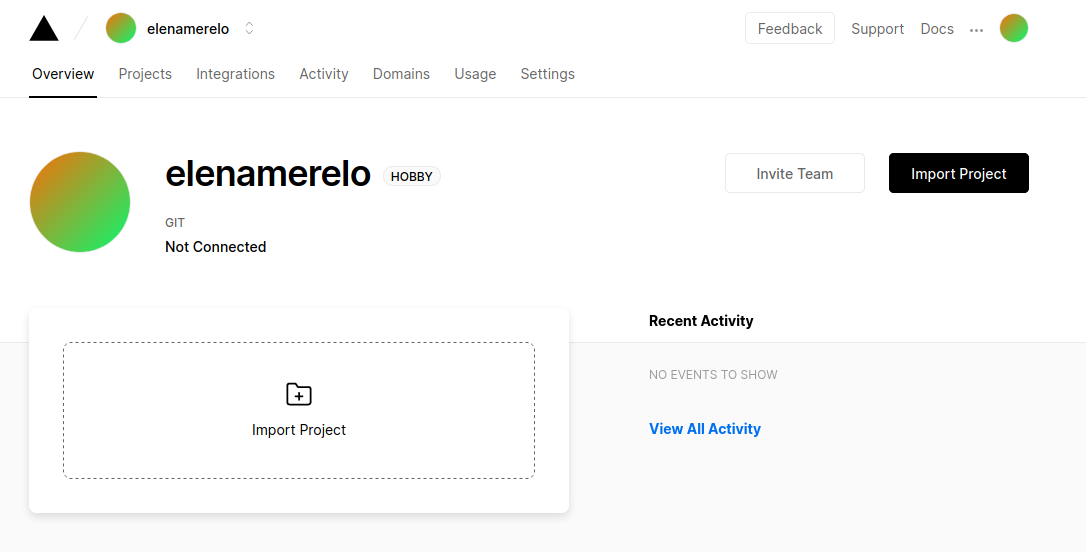 elenamerelo
Feedback
Support
Docs
Overview
Projects
Integrations
Activity
Domains
Usage
Settings
elenamerelo
HOBBY
Invite Team
Import Project
GIT
Not Connected
Import Project
Recent Activity
NO EVENTS TO SHOW
View All Activity